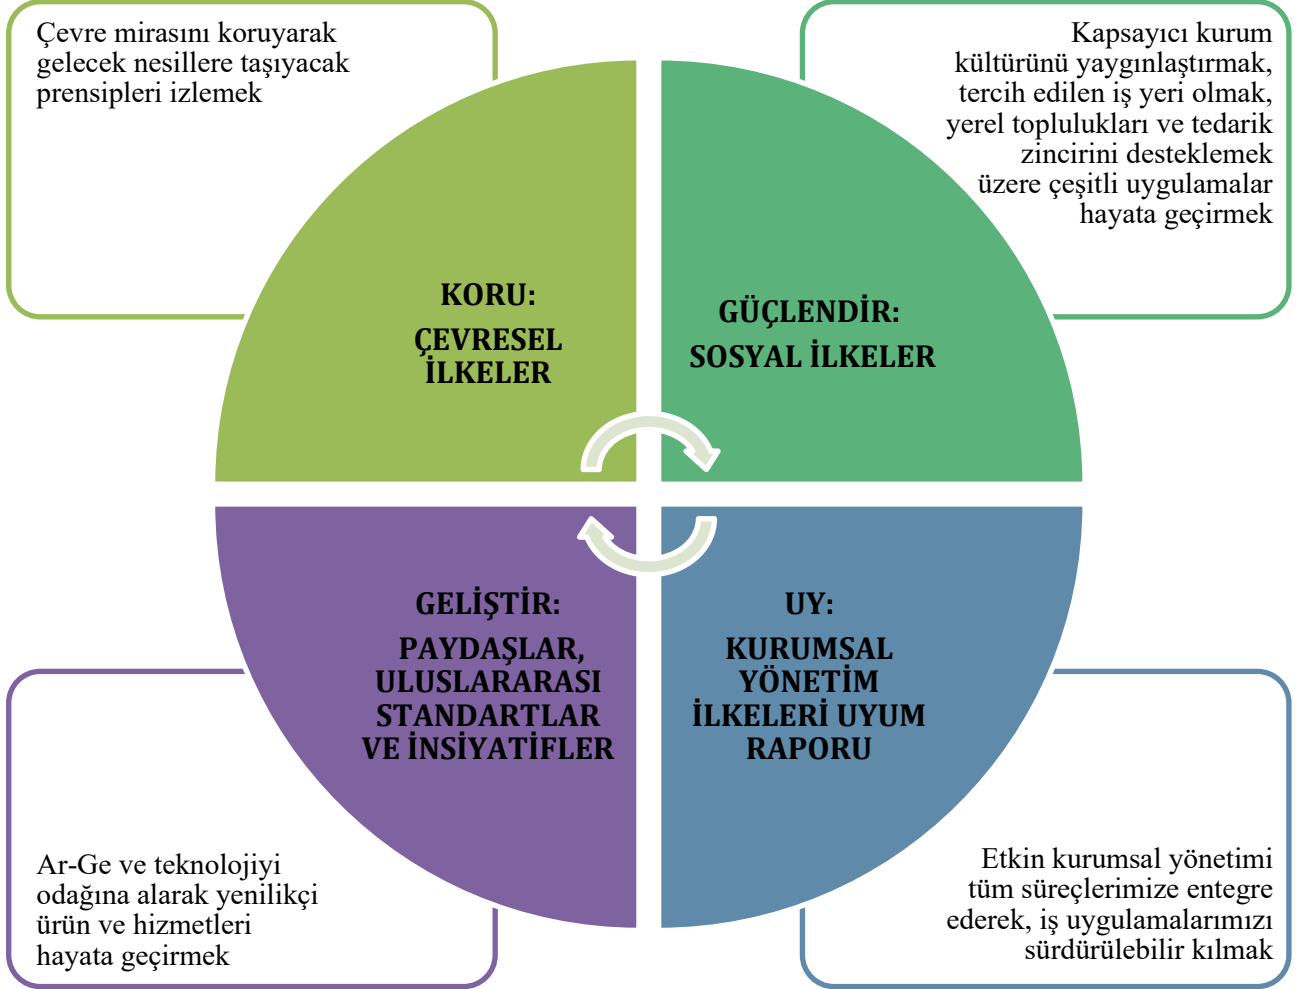 Çevre mirasını koruyarak
gelecek nesillere taşıyacak
prensipleri izlemek
Kapsayıcı kurum
kültürünü yaygınlaştırmak,
tercih edilen iş yeri olmak,
yerel toplulukları ve tedarik
zincirini desteklemek
üzere çeşitli uygulamalar
hayata geçirmek
KORU:
ÇEVRESEL
İLKELER
GÜÇLENDİR:
SOSYAL İLKELER
GELİŞTİR:
PAYDAŞLAR,
ULUSLARARASI
STANDARTLAR
VE İNSİYATİFLER
UY:
KURUMSAL
YÖNETİM
İLKELERİ UYUM
RAPORU
Ar-Ge ve teknolojiyi
odağına alarak yenilikçi
ürün ve hizmetleri
hayata geçirmek
Etkin kurumsal yönetimi
tüm süreçlerimize entegre
ederek, iş uygulamalarımızı
sürdürülebilir kılmak